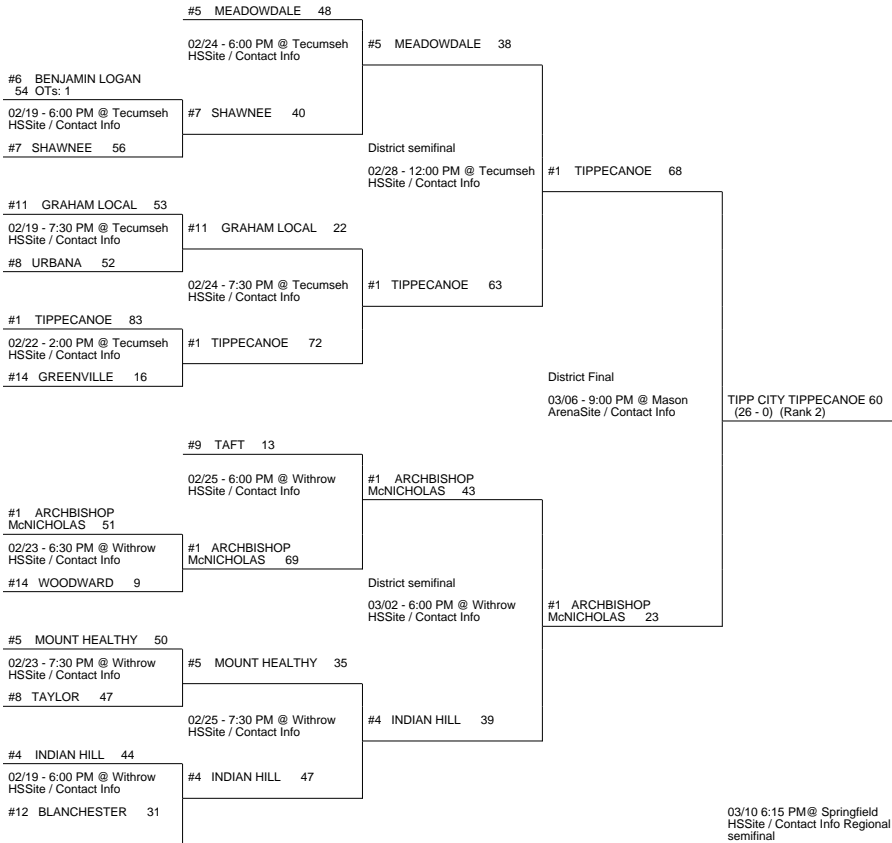 #5 MEADOWDALE 48
02/24 - 6:00 PM @ Tecumseh
HSSite / Contact Info
#5 MEADOWDALE 38
#6 BENJAMIN LOGAN
54 OTs: 1
02/19 - 6:00 PM @ Tecumseh
HSSite / Contact Info
#7 SHAWNEE 40
#7 SHAWNEE 56
District semifinal
02/28 - 12:00 PM @ Tecumseh
HSSite / Contact Info
#1 TIPPECANOE 68
#11 GRAHAM LOCAL 53
02/19 - 7:30 PM @ Tecumseh
HSSite / Contact Info
#11 GRAHAM LOCAL 22
#8 URBANA 52
02/24 - 7:30 PM @ Tecumseh
HSSite / Contact Info
#1 TIPPECANOE 63
#1 TIPPECANOE 83
02/22 - 2:00 PM @ Tecumseh
HSSite / Contact Info
#1 TIPPECANOE 72
#14 GREENVILLE 16
District Final
03/06 - 9:00 PM @ Mason
ArenaSite / Contact Info
TIPP CITY TIPPECANOE 60
(26 - 0) (Rank 2)
#9 TAFT 13
02/25 - 6:00 PM @ Withrow
HSSite / Contact Info
#1 ARCHBISHOP
McNICHOLAS 43
#1 ARCHBISHOP
McNICHOLAS 51
02/23 - 6:30 PM @ Withrow
HSSite / Contact Info
#1 ARCHBISHOP
McNICHOLAS 69
#14 WOODWARD 9
District semifinal
03/02 - 6:00 PM @ Withrow
HSSite / Contact Info
#1 ARCHBISHOP
McNICHOLAS 23
#5 MOUNT HEALTHY 50
02/23 - 7:30 PM @ Withrow
HSSite / Contact Info
#5 MOUNT HEALTHY 35
#8 TAYLOR 47
02/25 - 7:30 PM @ Withrow
HSSite / Contact Info
#4 INDIAN HILL 39
#4 INDIAN HILL 44
02/19 - 6:00 PM @ Withrow
HSSite / Contact Info
#4 INDIAN HILL 47
#12 BLANCHESTER 31
03/10 6:15 PM@ Springfield
HSSite / Contact Info Regional
semifinal